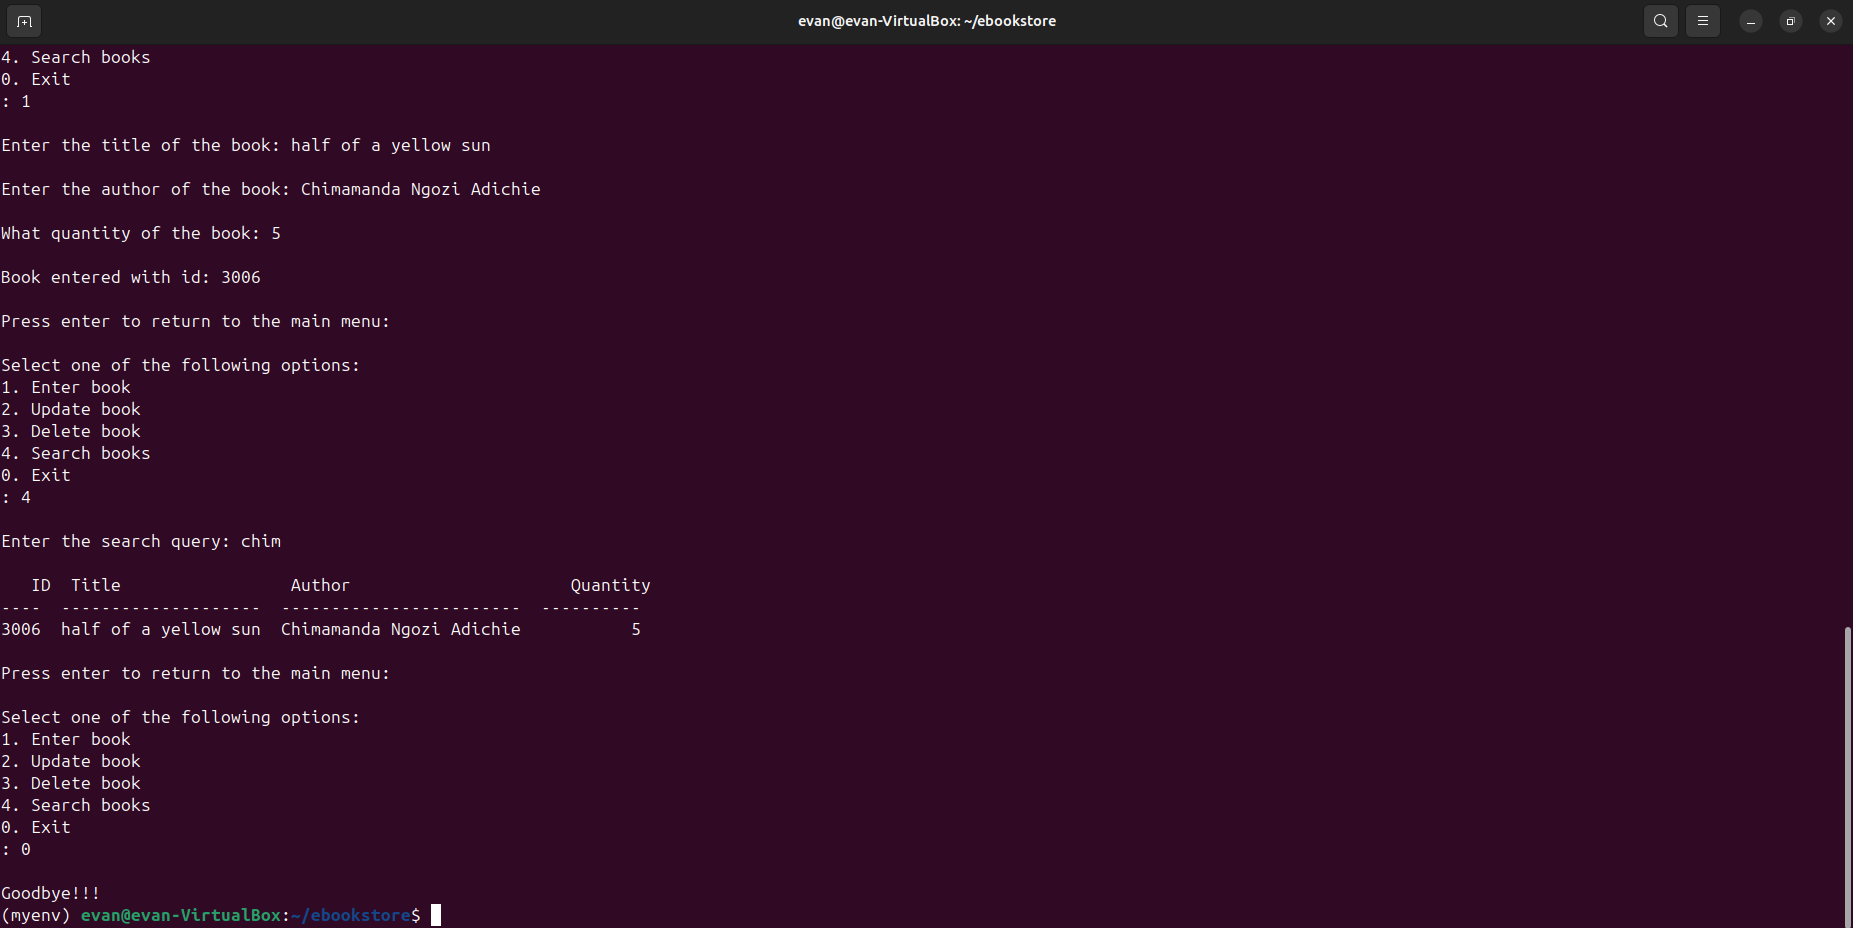 evan@evan-VirtualBox: ~/ebookstore
4. Search books
0. Exit
: 1
Enter the title of the book: half of a yellow sun
Enter the author of the book: Chimamanda Ngozi Adichie
What quantity of the book: 5
Book entered with id: 3006
Press enter to return to the main menu:
Select one of the following options:
1. Enter book
2. Update book
3. Delete book
4. Search books
0. Exit
: 4
Enter the search query: chim
   ID  Title                 Author                      Quantity
----  --------------------  ------------------------  ----------
3006  half of a yellow sun  Chimamanda Ngozi Adichie           5
Press enter to return to the main menu:
Select one of the following options:
1. Enter book
2. Update book
3. Delete book
4. Search books
0. Exit
: 0
Goodbye!!!
(myenv) evan@evan-VirtualBox:~/ebookstore$